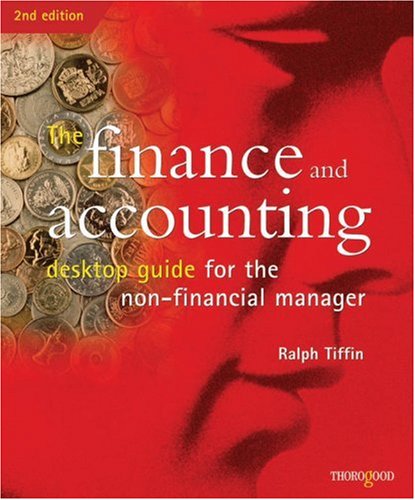 2nd edition
The
finance and
accounting
desktop guide for the
non-financial manager
Ralph Tiffin
THOROGOOD